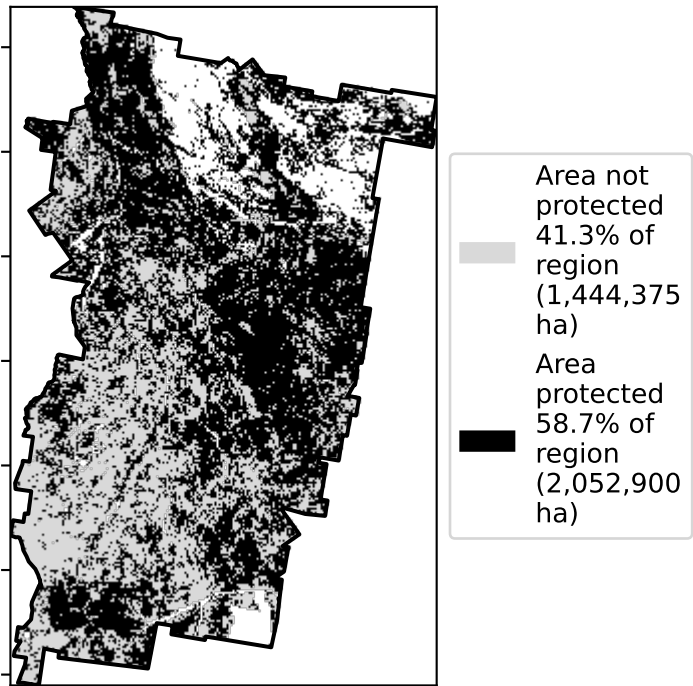 Area not
protected
41.3% of
region
(1,444,375
ha)
Area
protected
58.7% of
region
(2,052,900
ha)